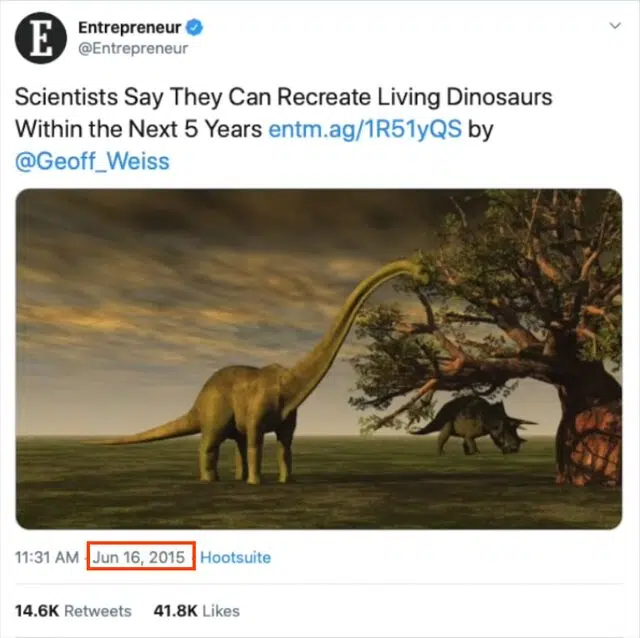 E
Entrepreneur
@Entrepreneur
Scientists Say They Can Recreate Living Dinosaurs
Within the Next 5 Years entm.ag/1R51yQS by
@Geoff_Weiss
11:31 AM · Jun 16, 2015 · Hootsuite
14.6K Retweets 41.8K Likes